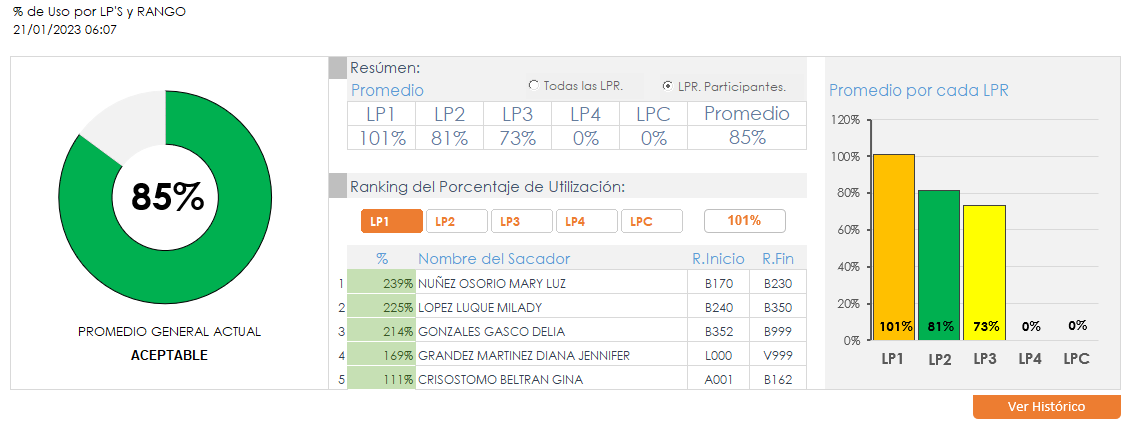 % de Uso por LP'S y RANGO
21/01/2023 06:07
85%
PROMEDIO GENERAL ACTUAL
ACEPTABLE
Resúmen:
Promedio
Todas las LPR.
LPR. Participantes.
LP1 LP2 LP3 LP4 LPC Promedio
101% 81% 73% 0% 0% 85%
Ranking del Porcentaje de Utilización:
LP1 LP2 LP3 LP4 LPC 101%
% Nombre del Sacador R.Inicio R.Fin
1 239% NUÑEZ OSORIO MARY LUZ B170 B230
2 225% LOPEZ LUQUE MILADY B240 B350
3 214% GONZALES GASCO DELIA B352 B999
4 169% GRANDEZ MARTINEZ DIANA JENNIFER L000 V999
5 111% CRISOSTOMO BELTRAN GINA A001 B162
Promedio por cada LPR
120%
100%
80%
60%
40%
20%
0%
101% 81% 73% 0% 0%
LP1 LP2 LP3 LP4 LPC
Ver Histórico